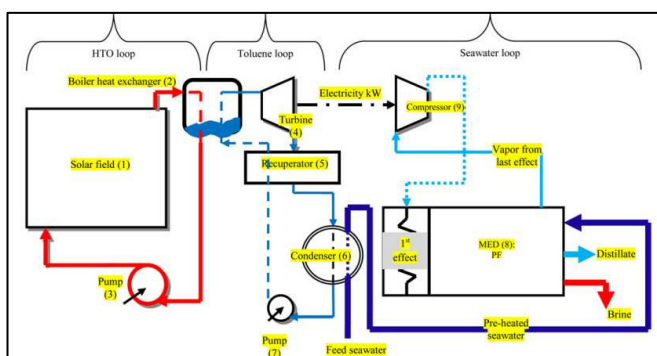 HTO loop
Toluene loop
Seawater loop
Boiler heat exchanger (2)
Electricity kW
Compressor (9)
Turbine
(4)
Solar field (1)
Recuperator (5)
Vapor from
last effect
Condenser (6)
1st
effect
MED (8):
PF
Distillate
Pump
(3)
Brine
Pump
(7)
Feed seawater
Pre-heated
seawater